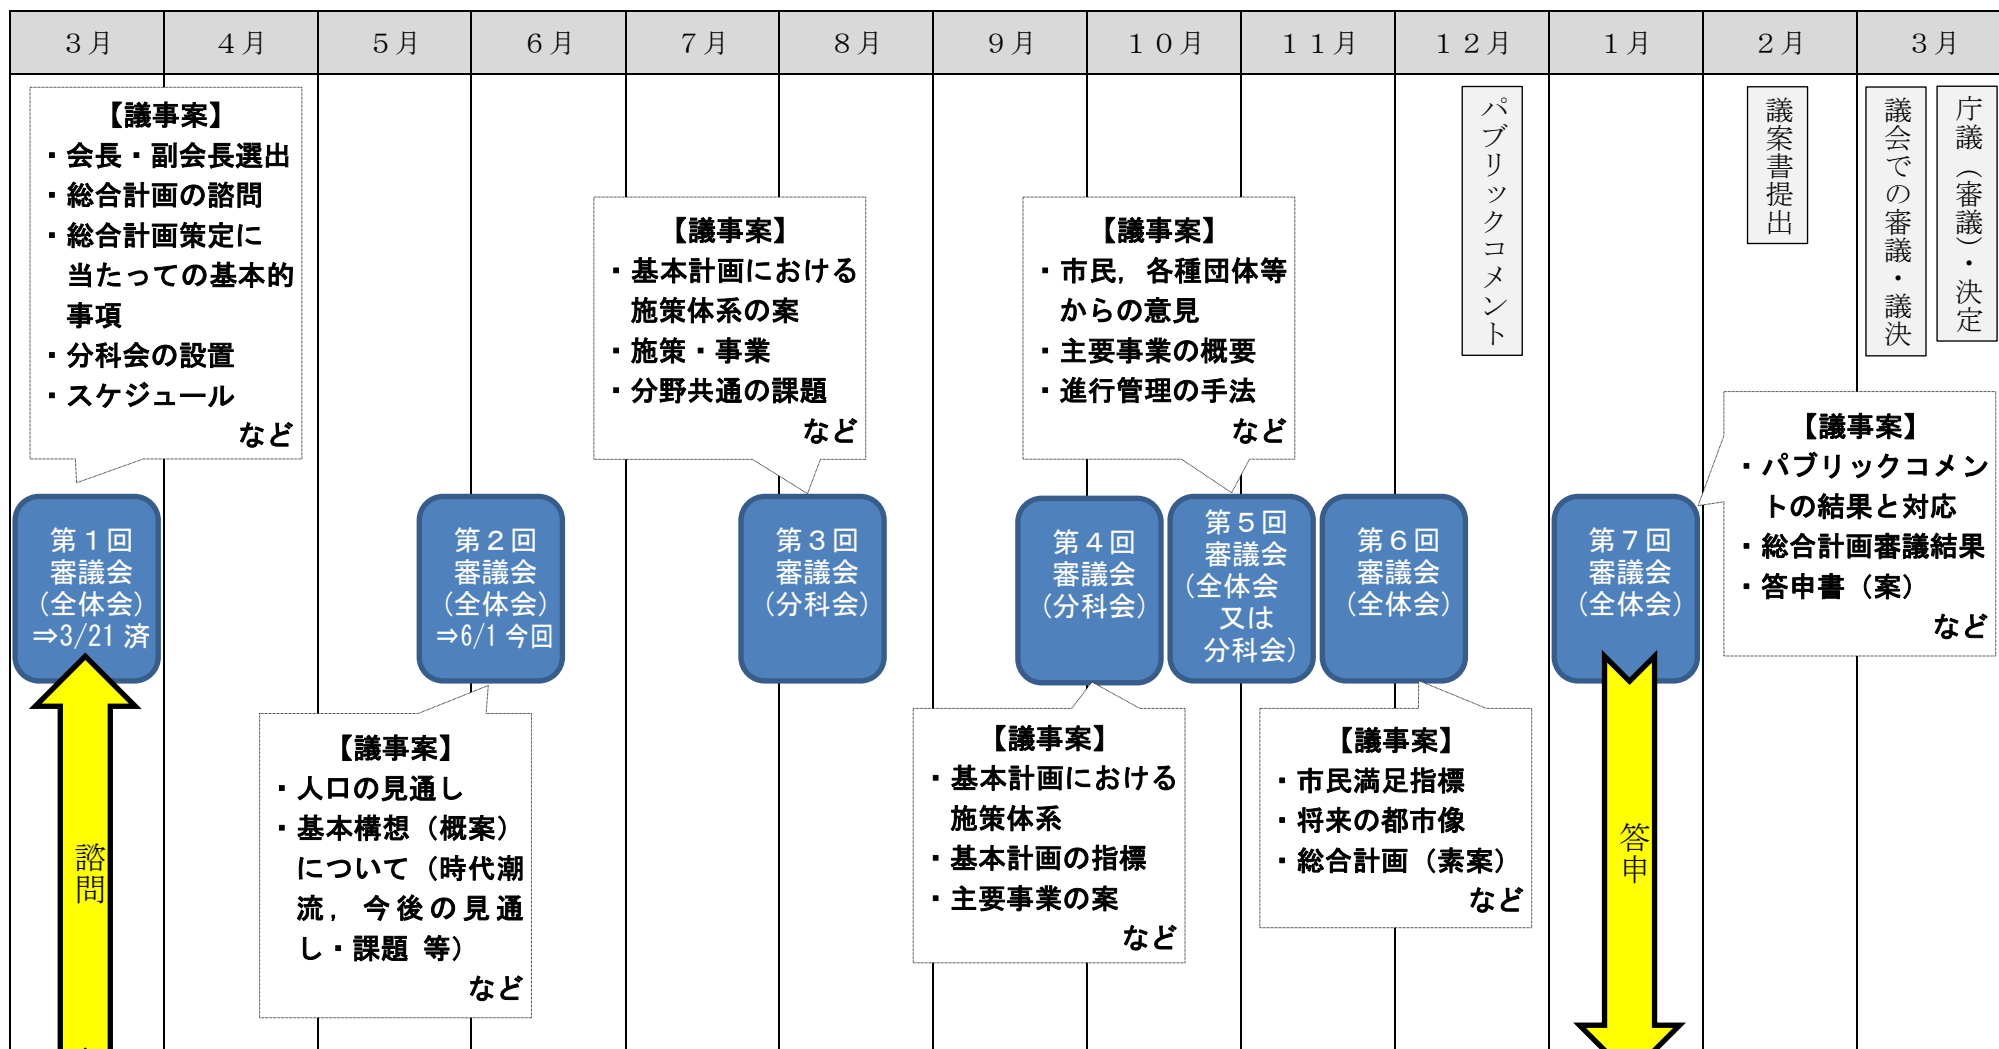 ３月
４月
５月
６月
７月
８月
９月
１０月
１１月
１２月
１月
２月
３月
【議事案】
・会長・副会長選出
・総合計画の諮問
・総合計画策定に
当たっての基本的
事項
・分科会の設置
・スケジュール
など
【議事案】
・基本計画における
施策体系の案
・施策・事業
・分野共通の課題
など
【議事案】
・市民，各種団体等
からの意見
・主要事業の概要
・進行管理の手法
など
パブリックコメント
議案書提出
議会での審議・議決
庁議（審議）・決定
【議事案】
・パブリックコメン
トの結果と対応
・総合計画審議結果
・答申書（案）
など
第１回
審議会
（全体会）
⇒3/21 済
第２回
審議会
（全体会）
⇒6/1 今回
第３回
審議会
（分科会）
第４回
審議会
（分科会）
第５回
審議会
（全体会
又は
分科会）
第６回
審議会
（全体会）
第７回
審議会
（全体会）
諮問
【議事案】
・人口の見通し
・基本構想（概案）
について（時代潮
流，今後の見通
し・課題 等）
など
【議事案】
・基本計画における
施策体系
・基本計画の指標
・主要事業の案
など
【議事案】
・市民満足指標
・将来の都市像
・総合計画（素案）
など
答申